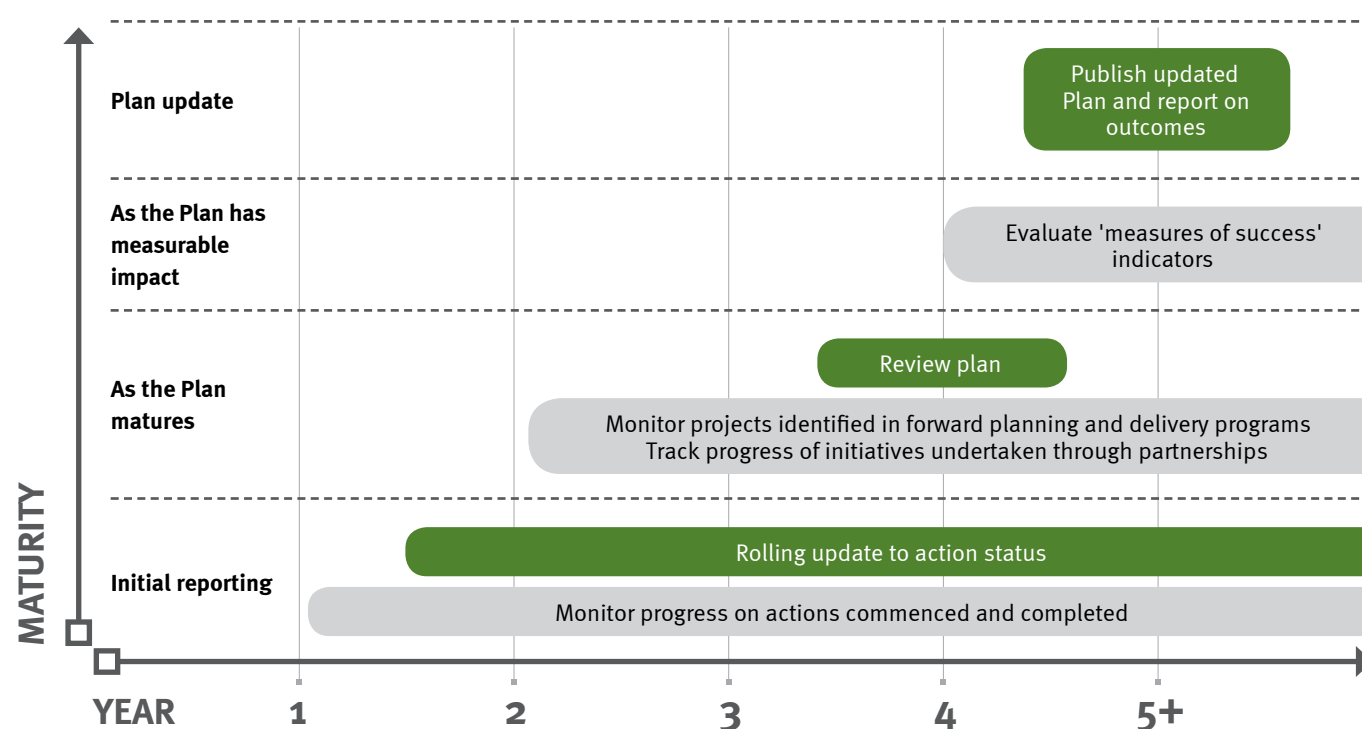 Plan update
Publish updated
Plan and report on
outcomes
As the Plan has
measurable
impact
Evaluate 'measures of success'
indicators
As the Plan
matures
Review plan
Monitor projects identified in forward planning and delivery programs
Track progress of initiatives undertaken through partnerships
Initial reporting
Rolling update to action status
Monitor progress on actions commenced and completed
MATURITY
YEAR 1 2 3 4 5+